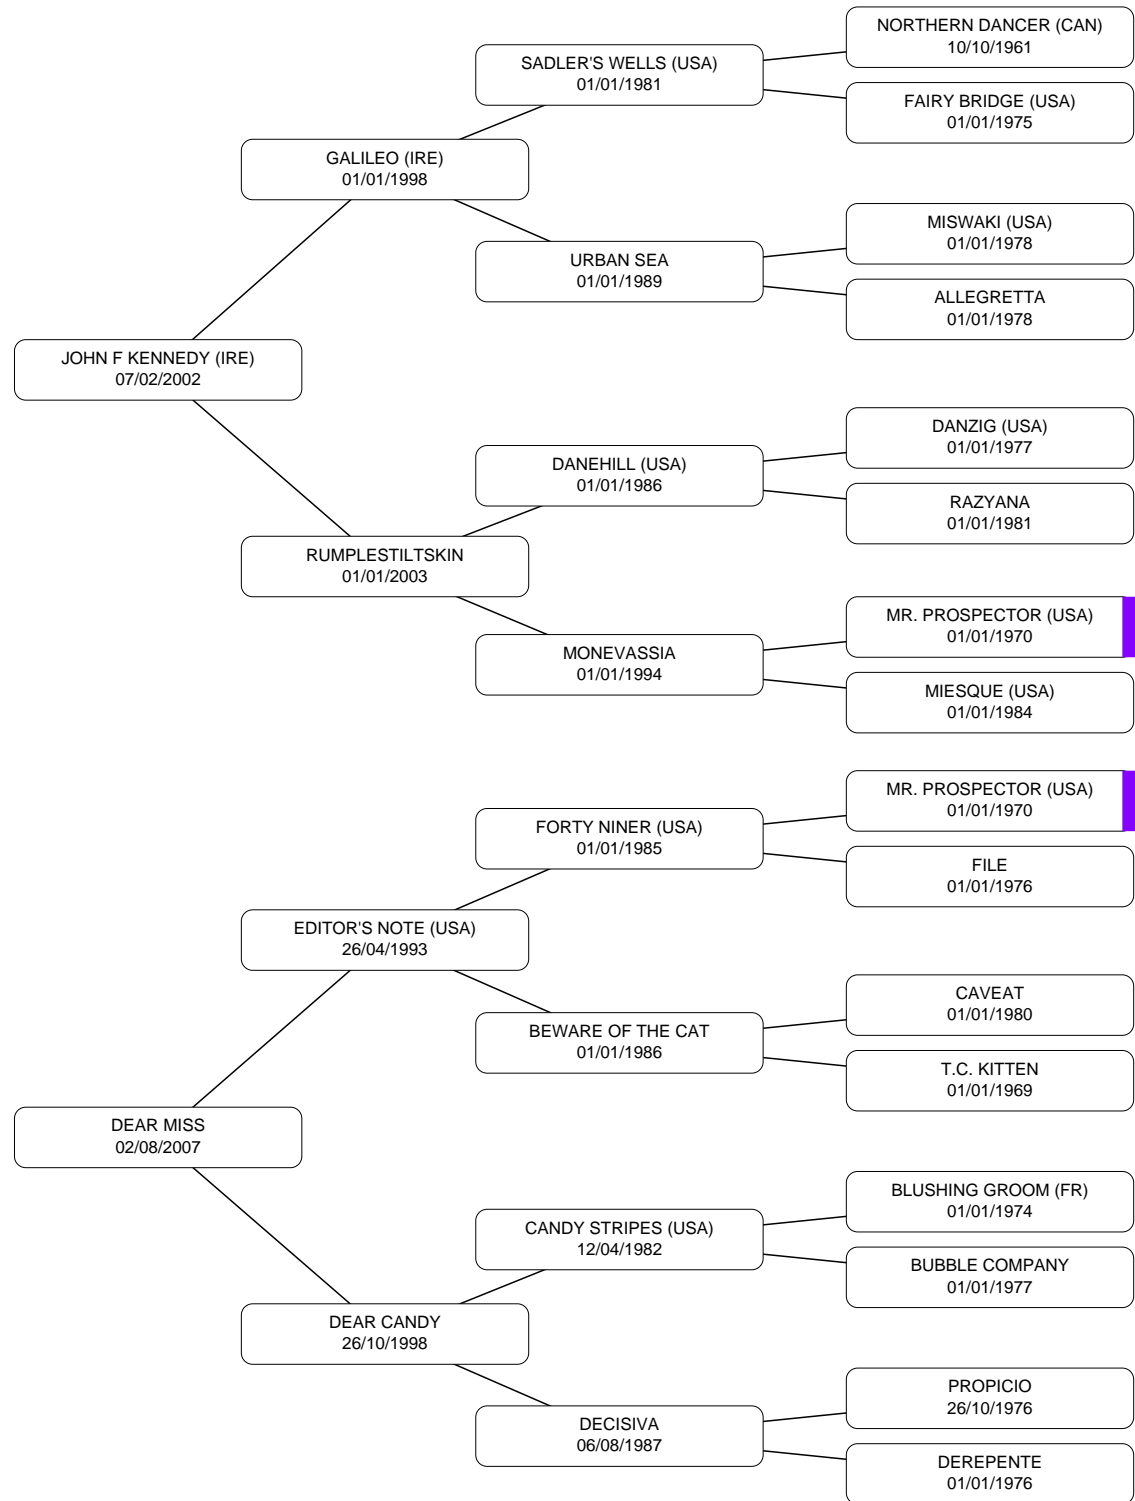 NORTHERN DANCER (CAN)
10/10/1961
SADLER'S WELLS (USA)
01/01/1981
FAIRY BRIDGE (USA)
01/01/1975
GALILEO (IRE)
01/01/1998
MISWAKI (USA)
01/01/1978
URBAN SEA
01/01/1989
ALLEGRETTA
01/01/1978
JOHN F KENNEDY (IRE)
07/02/2002
DANZIG (USA)
01/01/1977
DANEHILL (USA)
01/01/1986
RAZYANA
01/01/1981
RUMPLESTILTSKIN
01/01/2003
MR. PROSPECTOR (USA)
01/01/1970
MONEVASSIA
01/01/1994
MIESQUE (USA)
01/01/1984
MR. PROSPECTOR (USA)
01/01/1970
FORTY NINER (USA)
01/01/1985
FILE
01/01/1976
EDITOR'S NOTE (USA)
26/04/1993
CAVEAT
01/01/1980
BEWARE OF THE CAT
01/01/1986
T.C. KITTEN
01/01/1969
DEAR MISS
02/08/2007
BLUSHING GROOM (FR)
01/01/1974
CANDY STRIPES (USA)
12/04/1982
BUBBLE COMPANY
01/01/1977
DEAR CANDY
26/10/1998
PROPICIO
26/10/1976
DECISIVA
06/08/1987
DEREPENTE
01/01/1976